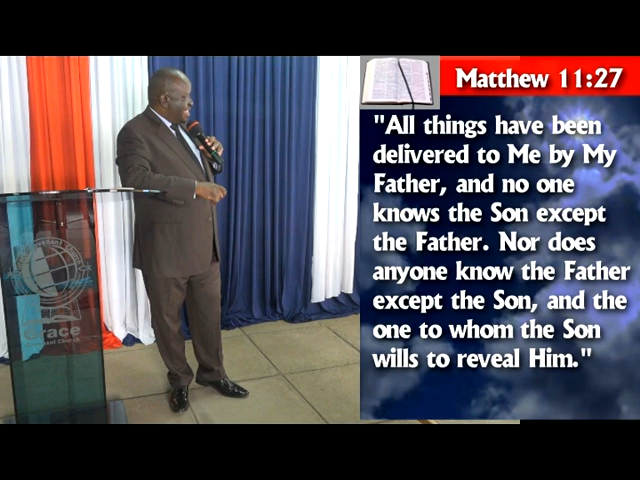 Matthew 11:27
"All things have been
delivered to Me by My
Father, and no one
knows the Son except
the Father. Nor does
anyone know the Father
except the Son, and the
one to whom the Son
wills to reveal Him."
Grace
Church